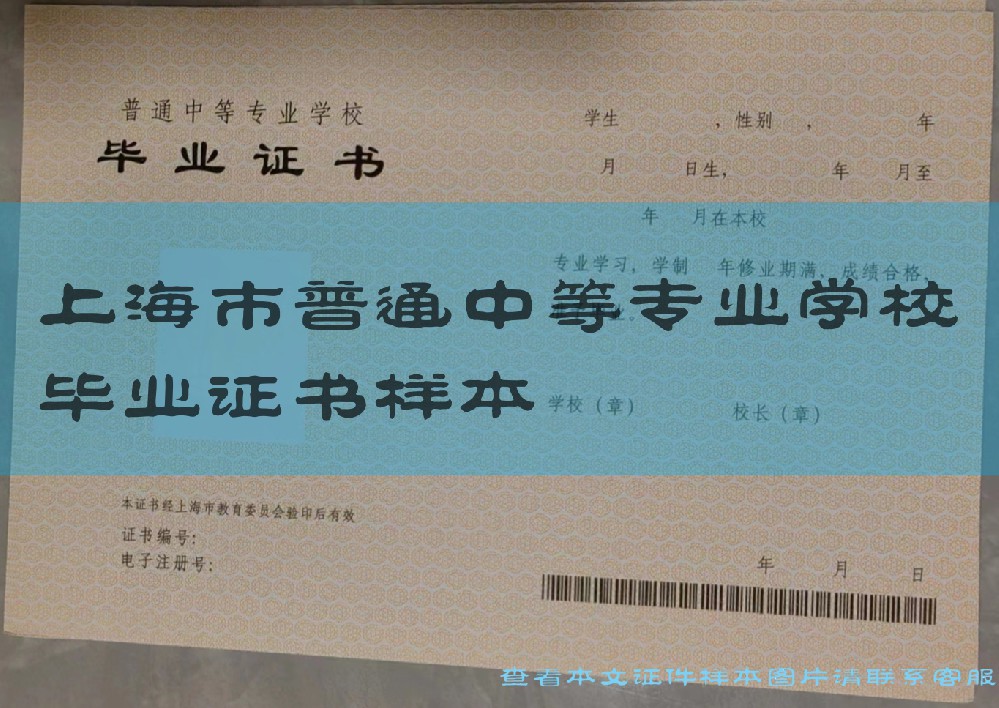 普通中等专业学校
毕业证书
学生 ，性别 ， 年
月 日生， 年 月至
年 月在本校
专业学习，学制 年修业期满，成绩合格，
业。
上海市普通中等专业学校
毕业证书样本
学校（章） 校长（章）
本证书经上海市教育委员会验印后有效
证书编号：
电子注册号：
年 月 日
查看本文证件样本图片请联系客服